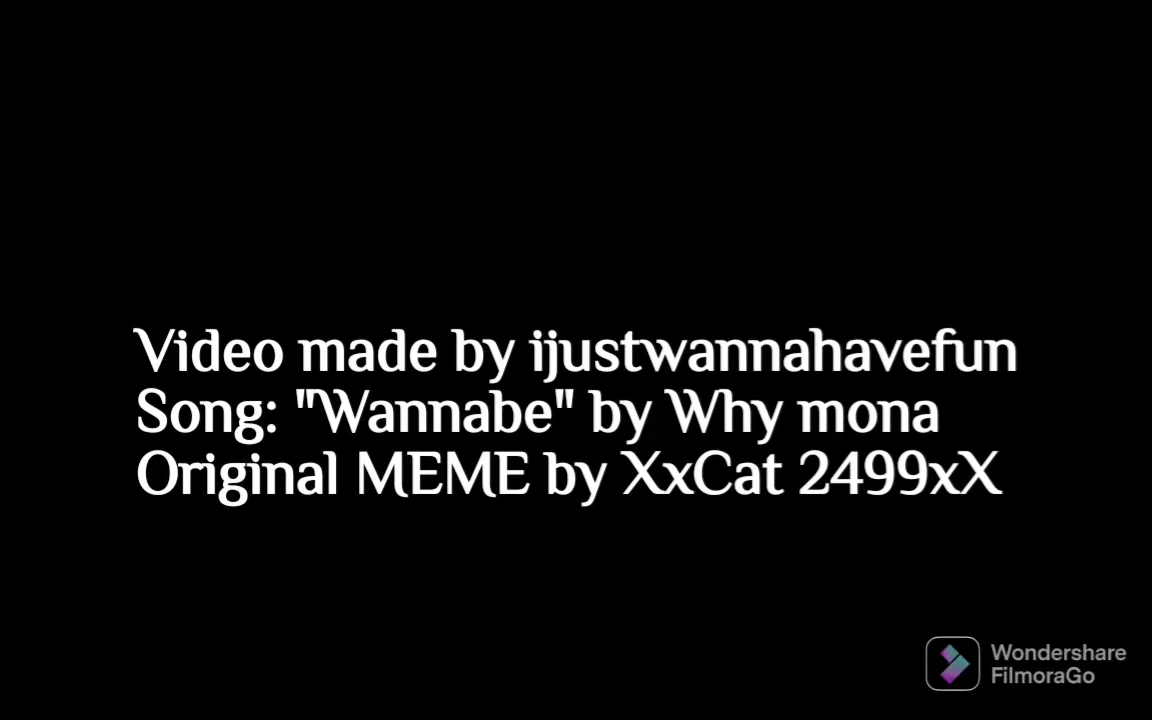 Video made by ijustwannahavefun
Song: "Wannabe" by Why mona
Original MEME by XxCat 2499xX
Wondershare
FilmoraGo